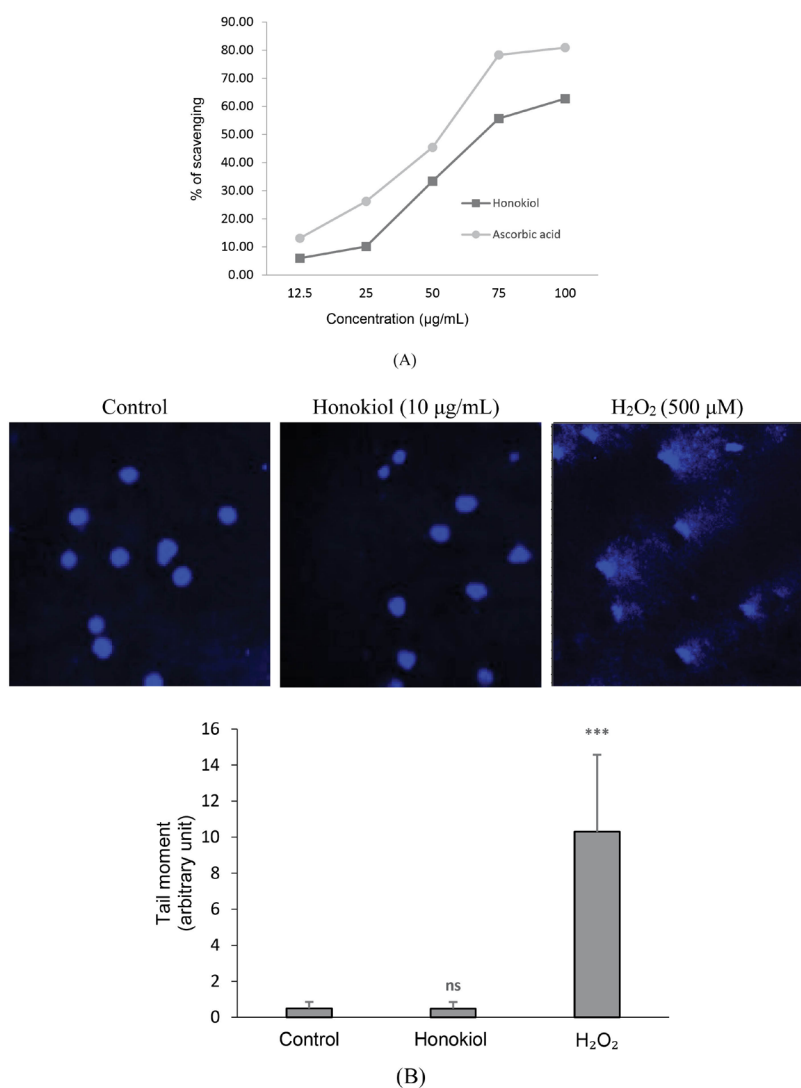 90.00
80.00
70.00
60.00
50.00
40.00
30.00
20.00
10.00
0.00
% of scavenging
Honokiol
Ascorbic acid
12.5 25 50 75 100
Concentration (µg/mL)
(A)
Control Honokiol (10 µg/mL) H₂O₂ (500 µM)
16
14
12
10
8
6
4
2
0
Tail moment
(arbitrary unit)
ns
***
Control Honokiol H₂O₂
(B)